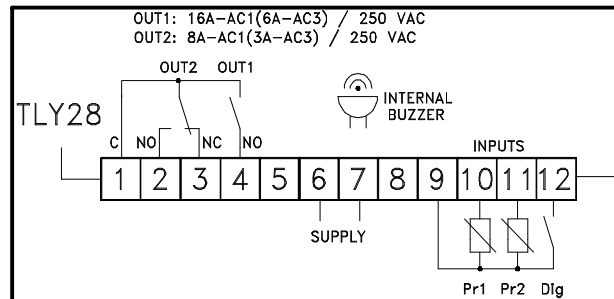 OUT1: 16A-AC1(6A-AC3) / 250 VAC
OUT2: 8A-AC1(3A-AC3) / 250 VAC
OUT2 OUT1
INTERNAL
BUZZER
TLY28
C NO NC NO
INPUTS
1 2 3 4 5 6 7 8 9 10 11 12
SUPPLY
Pr1 Pr2 Dig